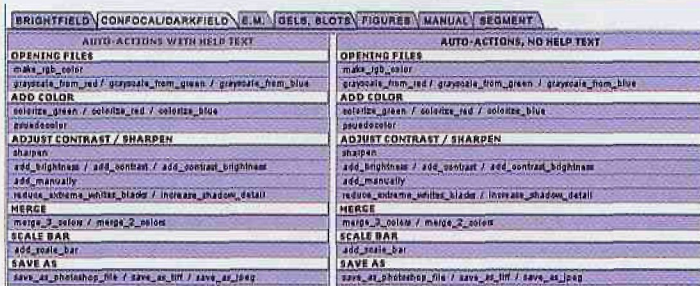 BRIGHTFIELD CONFOCAL/DARKFIELD E.M. GELS, BLOTS FIGURES MANUAL SEGMENT
AUTO-ACTIONS WITH HELP TEXT
OPENING FILES
make_rgb_color
grayscale_from_red / grayscale_from_green / grayscale_from_blue
ADD COLOR
colorize_green / colorize_red / colorize_blue
psuedocolor
ADJUST CONTRAST / SHARPEN
sharpen
add_brightness / add_contrast / add_contrast_brightness
add_manually
reduce_extreme_whites_blacks / increase_shadow_detail
MERGE
merge_3_colors / merge_2_colors
SCALE BAR
add_scale_bar
SAVE AS
save_as_photoshop_file / save_as_tiff / save_as_jpeg
AUTO-ACTIONS, NO HELP TEXT
OPENING FILES
make_rgb_color
grayscale_from_red / grayscale_from_green / grayscale_from_blue
ADD COLOR
colorize_green / colorize_red / colorize_blue
psuedocolor
ADJUST CONTRAST / SHARPEN
sharpen
add_brightness / add_contrast / add_contrast_brightness
add_manually
reduce_extreme_whites_blacks / increase_shadow_detail
MERGE
merge_3_colors / merge_2_colors
SCALE BAR
add_scale_bar
SAVE AS
save_as_photoshop_file / save_as_tiff / save_as_jpeg